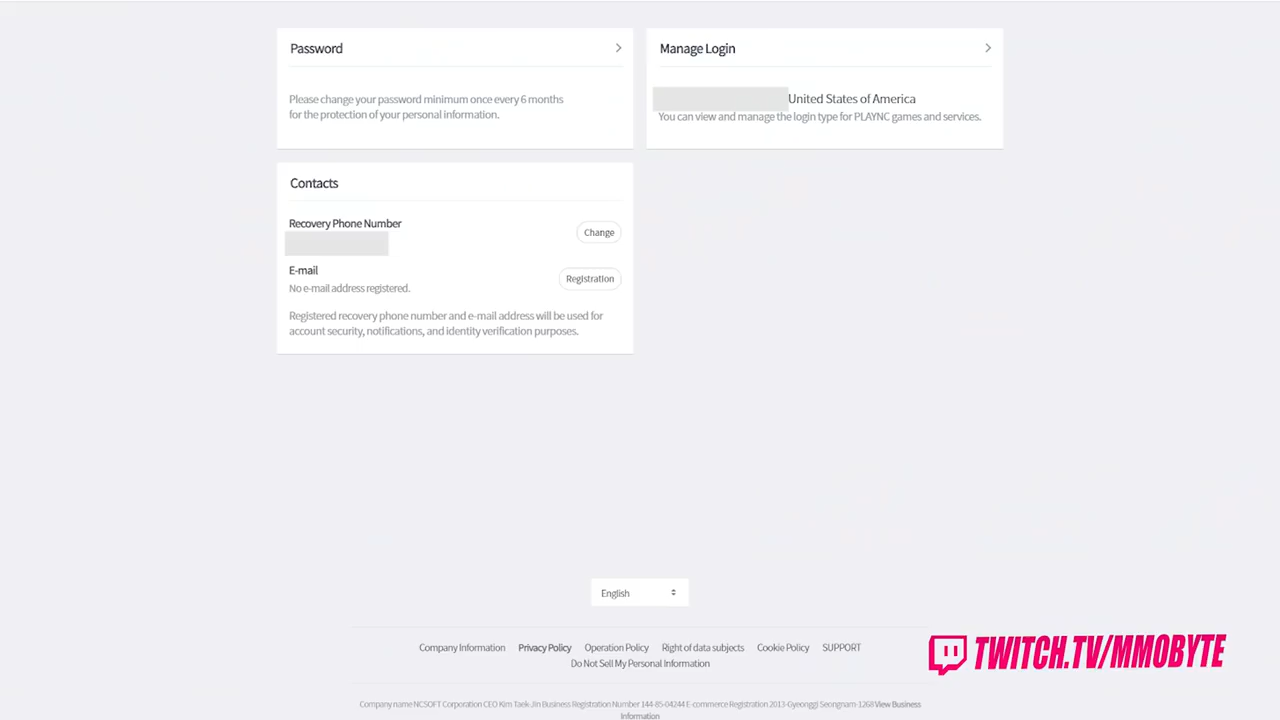 Password
Please change your password minimum once every 6 months
for the protection of your personal information.
Manage Login
United States of America
You can view and manage the login type for PLAYNC games and services.
Contacts
Recovery Phone Number
Change
E-mail
No e-mail address registered.
Registration
Registered recovery phone number and e-mail address will be used for
account security, notifications, and identity verification purposes.
English
Company Information Privacy Policy Operation Policy Right of data subjects Cookie Policy SUPPORT
Do Not Sell My Personal Information
TWITCH.TV/MMOBYTE
Company name NCSOFT Corporation CEO Kim Taek-Jin Business Registration Number 144-85-04244 E-commerce Registration 2013-Gyeonggi Seongnam-1268 View Business
Information